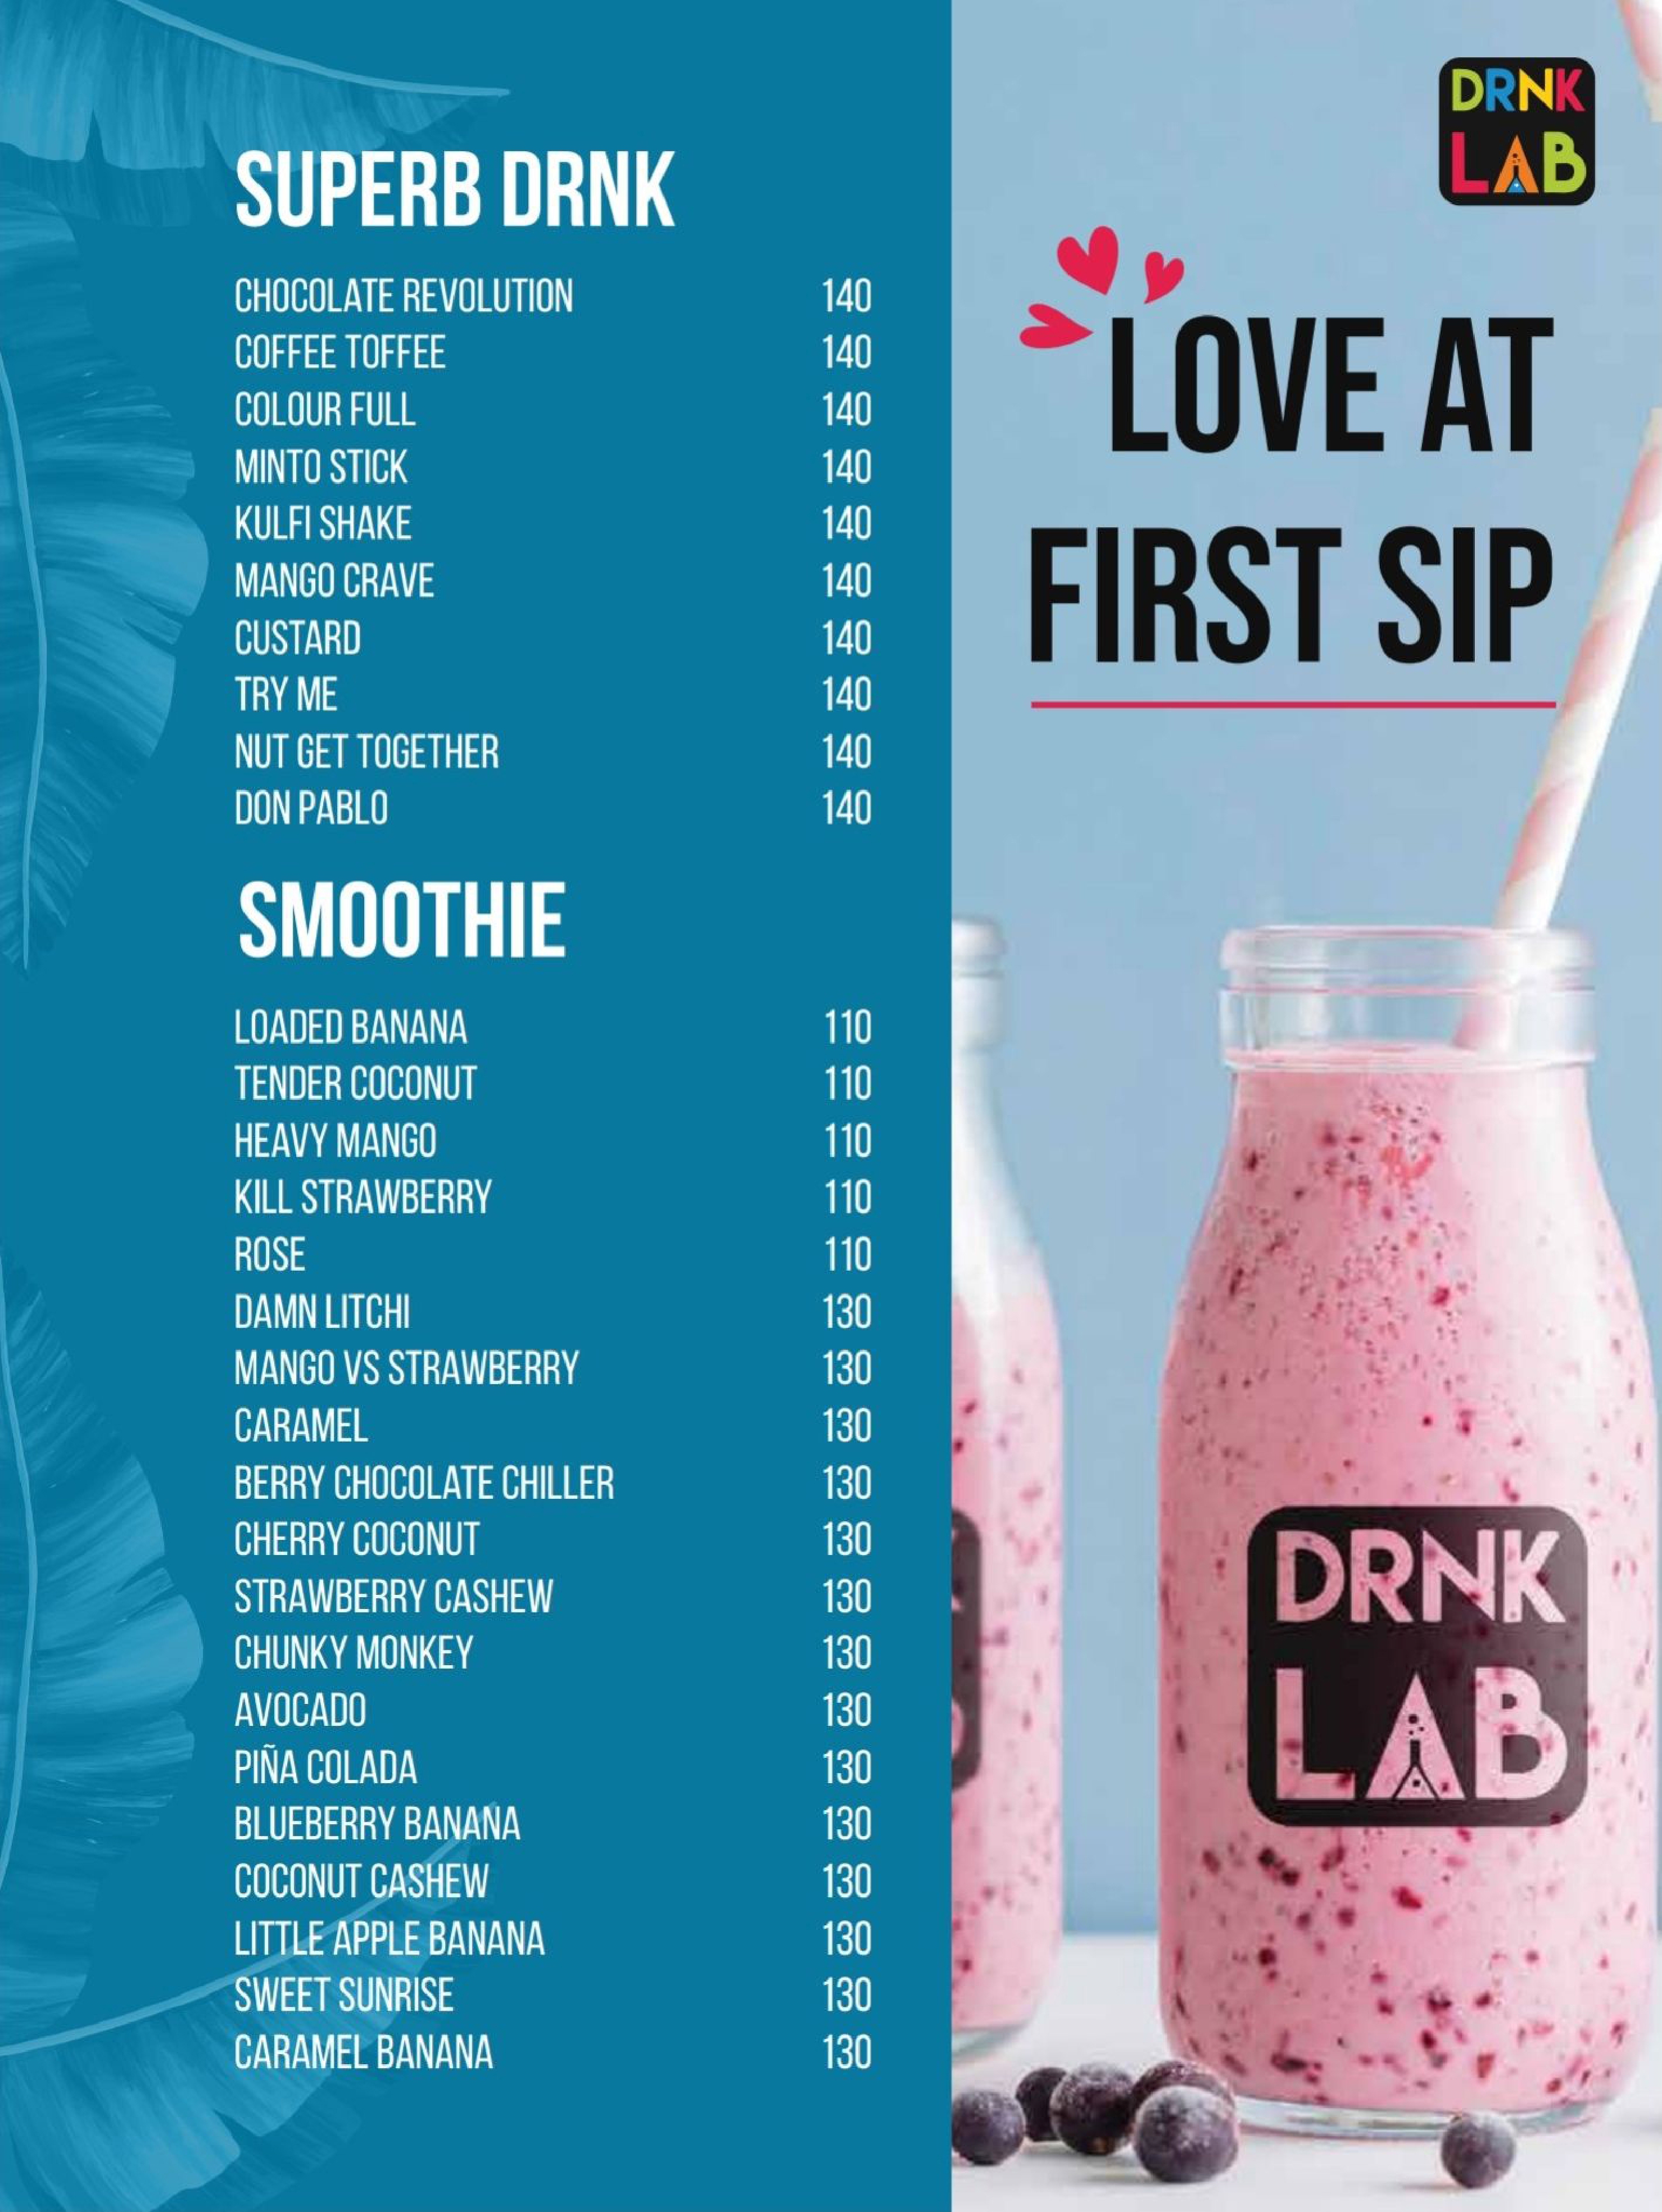 SUPERB DRNK
CHOCOLATE REVOLUTION 140
COFFEE TOFFEE 140
COLOUR FULL 140
MINTO STICK 140
KULFI SHAKE 140
MANGO CRAVE 140
CUSTARD 140
TRY ME 140
NUT GET TOGETHER 140
DON PABLO 140
SMOOTHIE
LOADED BANANA 110
TENDER COCONUT 110
HEAVY MANGO 110
KILL STRAWBERRY 110
ROSE 110
DAMN LITCHI 130
MANGO VS STRAWBERRY 130
CARAMEL 130
BERRY CHOCOLATE CHILLER 130
CHERRY COCONUT 130
STRAWBERRY CASHEW 130
CHUNKY MONKEY 130
AVOCADO 130
PIÑA COLADA 130
BLUEBERRY BANANA 130
COCONUT CASHEW 130
LITTLE APPLE BANANA 130
SWEET SUNRISE 130
CARAMEL BANANA 130
DRNK
LAB
LOVE AT
FIRST SIP
DRNK
LAB